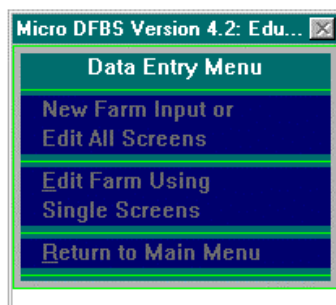 Micro DFBS Version 4.2: Edu...
Data Entry Menu
New Farm Input or
Edit All Screens
Edit Farm Using
Single Screens
Return to Main Menu